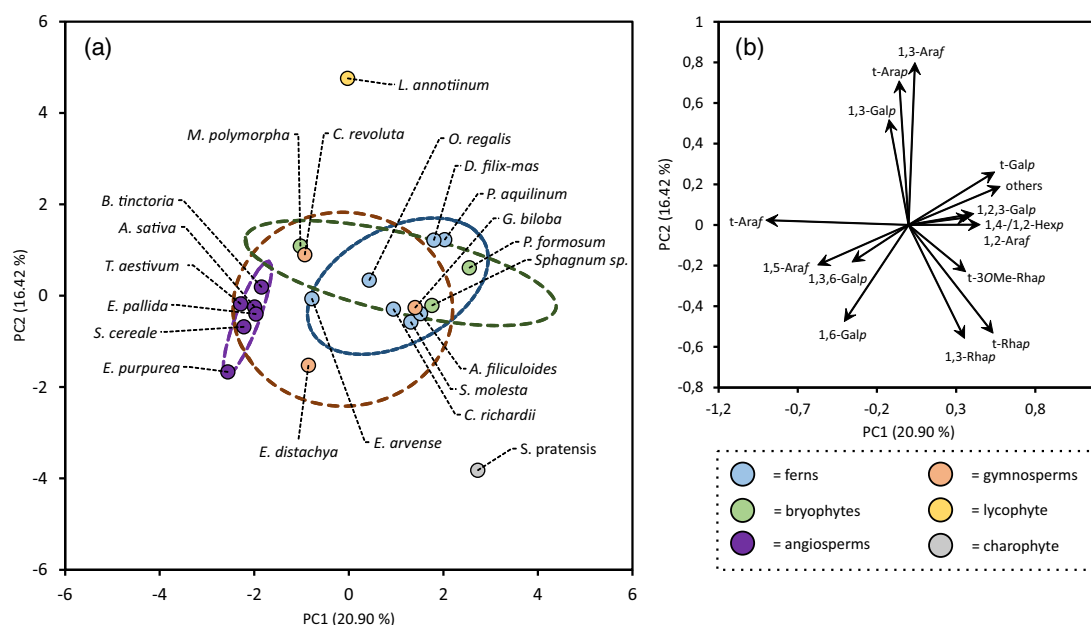 (a)
6
4
2
0
-2
-4
-6
PC2 (16.42 %)
-6
-4
-2
0
2
4
6
PC1 (20.90 %)
L. annotiinum
M. polymorpha
C. revoluta
O. regalis
D. filix-mas
P. aquilinum
G. biloba
P. formosum
Sphagnum sp.
B. tinctoria
A. sativa
T. aestivum
E. pallida
S. cereale
E. purpurea
A. filiculoides
S. molesta
C. richardii
E. distachya
E. arvense
S. pratensis
(b)
1
0,8
0,6
0,4
0,2
0
-0,2
-0,4
-0,6
-0,8
PC2 (16.42 %)
-1,2
-0,7
-0,2
0,3
0,8
PC1 (20.90 %)
1,3-Araf
t-Arap
1,3-Galp
t-Galp
others
1,2,3-Galp
1,4-/1,2-Hexp
1,2-Araf
t-Araf
1,5-Araf
1,3,6-Galp
t-3OMe-Rhap
1,6-Galp
t-Rhap
1,3-Rhap
= ferns
= gymnosperms
= bryophytes
= lycophyte
= angiosperms
= charophyte